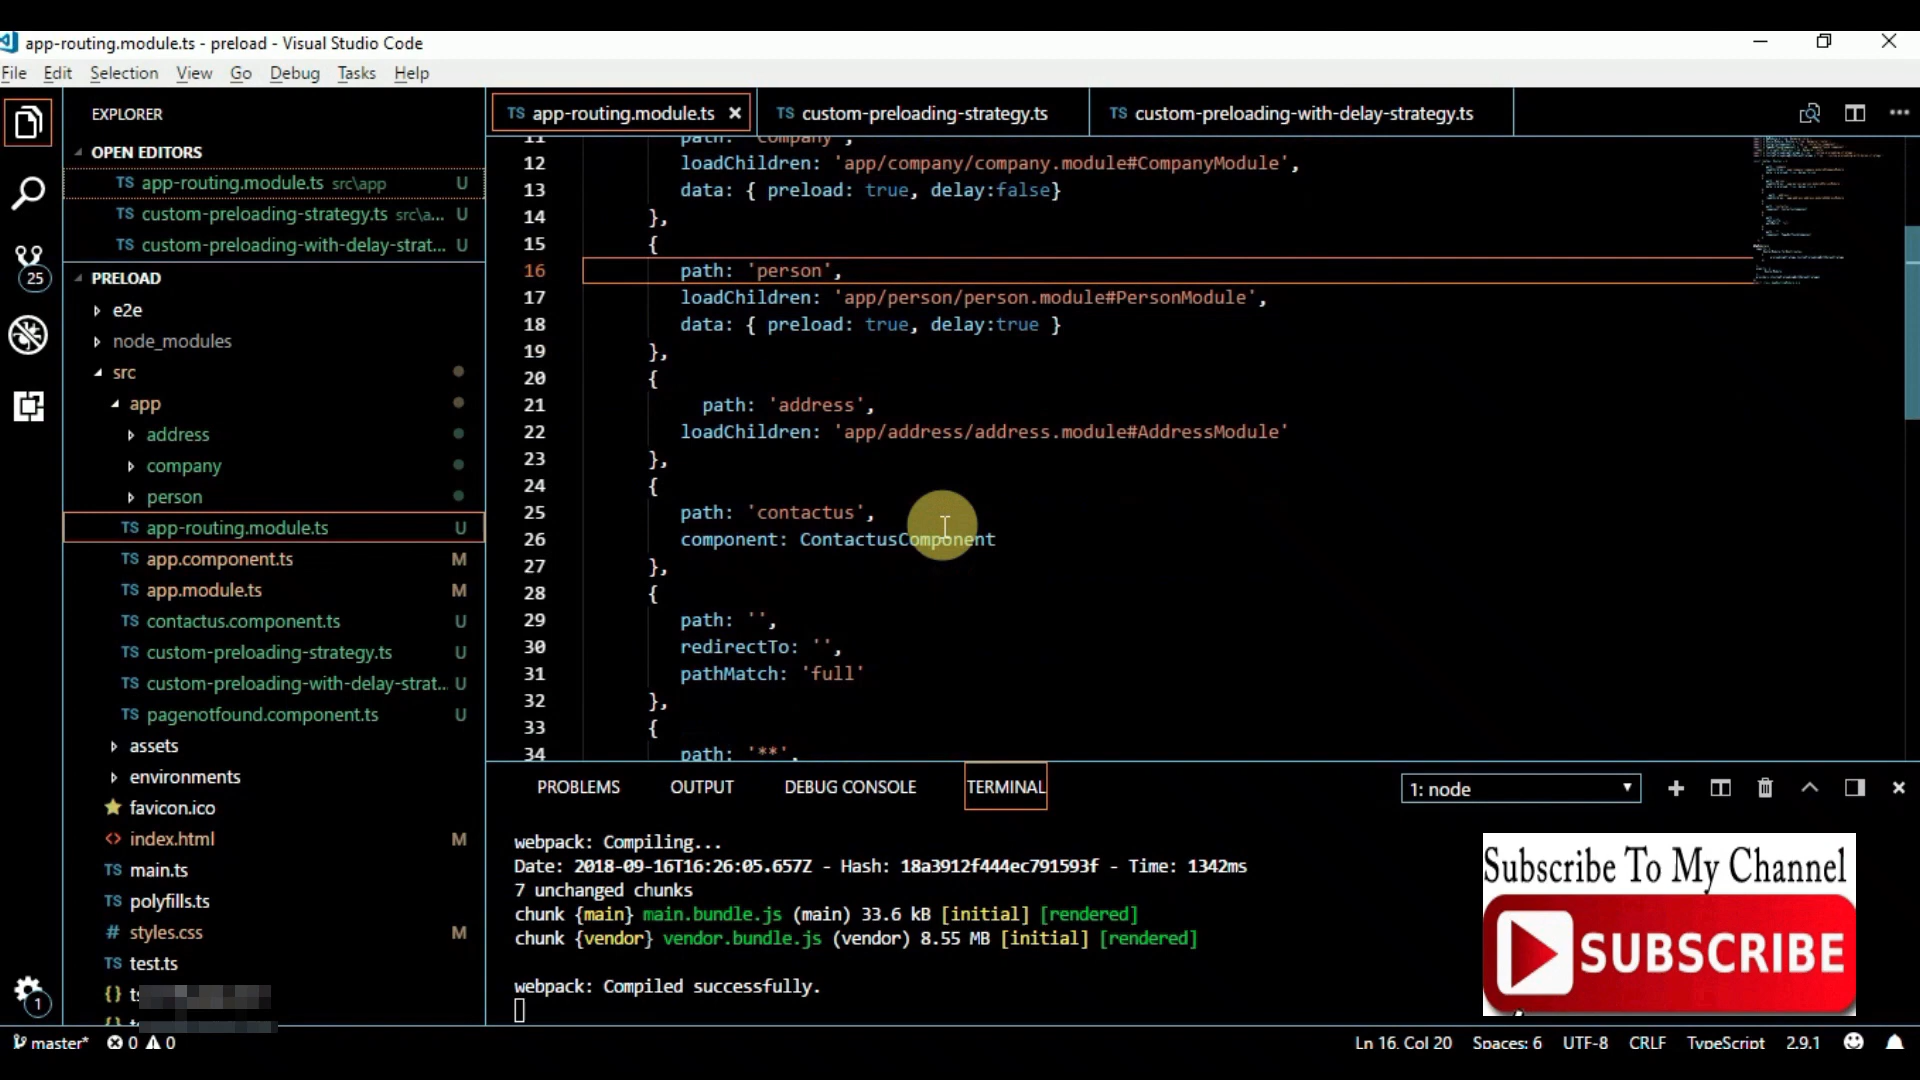 app-routing.module.ts - preload - Visual Studio Code
File Edit Selection View Go Debug Tasks Help
EXPLORER
OPEN EDITORS
TS app-routing.module.ts src\app U
TS custom-preloading-strategy.ts src\a... U
TS custom-preloading-with-delay-strat... U
PRELOAD
e2e
node_modules
src
app
address
company
person
TS app-routing.module.ts U
TS app.component.ts M
TS app.module.ts M
TS contactus.component.ts U
TS custom-preloading-strategy.ts U
TS custom-preloading-with-delay-strat... U
TS pagenotfound.component.ts U
assets
environments
favicon.ico
<> index.html M
TS main.ts
TS polyfills.ts
# styles.css M
TS test.ts
{}
25
1
TS app-routing.module.ts TS custom-preloading-strategy.ts TS custom-preloading-with-delay-strategy.ts
11 path: 'company',
12 loadChildren: 'app/company/company.module#CompanyModule',
13 data: { preload: true, delay:false}
14 },
15 {
16 path: 'person',
17 loadChildren: 'app/person/person.module#PersonModule',
18 data: { preload: true, delay:true }
19 },
20 {
21 path: 'address',
22 loadChildren: 'app/address/address.module#AddressModule'
23 },
24 {
25 path: 'contactus',
26 component: ContactusComponent
27 },
28 {
29 path: '',
30 redirectTo: '',
31 pathMatch: 'full'
32 },
33 {
34 path: '**',
PROBLEMS OUTPUT DEBUG CONSOLE TERMINAL 1: node
webpack: Compiling...
Date: 2018-09-16T16:26:05.657Z - Hash: 18a3912f444ec791593f - Time: 1342ms
7 unchanged chunks
chunk {main} main.bundle.js (main) 33.6 kB [initial] [rendered]
chunk {vendor} vendor.bundle.js (vendor) 8.55 MB [initial] [rendered]
webpack: Compiled successfully.
Subscribe To My Channel
SUBSCRIBE
master* 0 0 Ln 16, Col 20 Spaces: 6 UTF-8 CRLF TypeScript 2.9.1